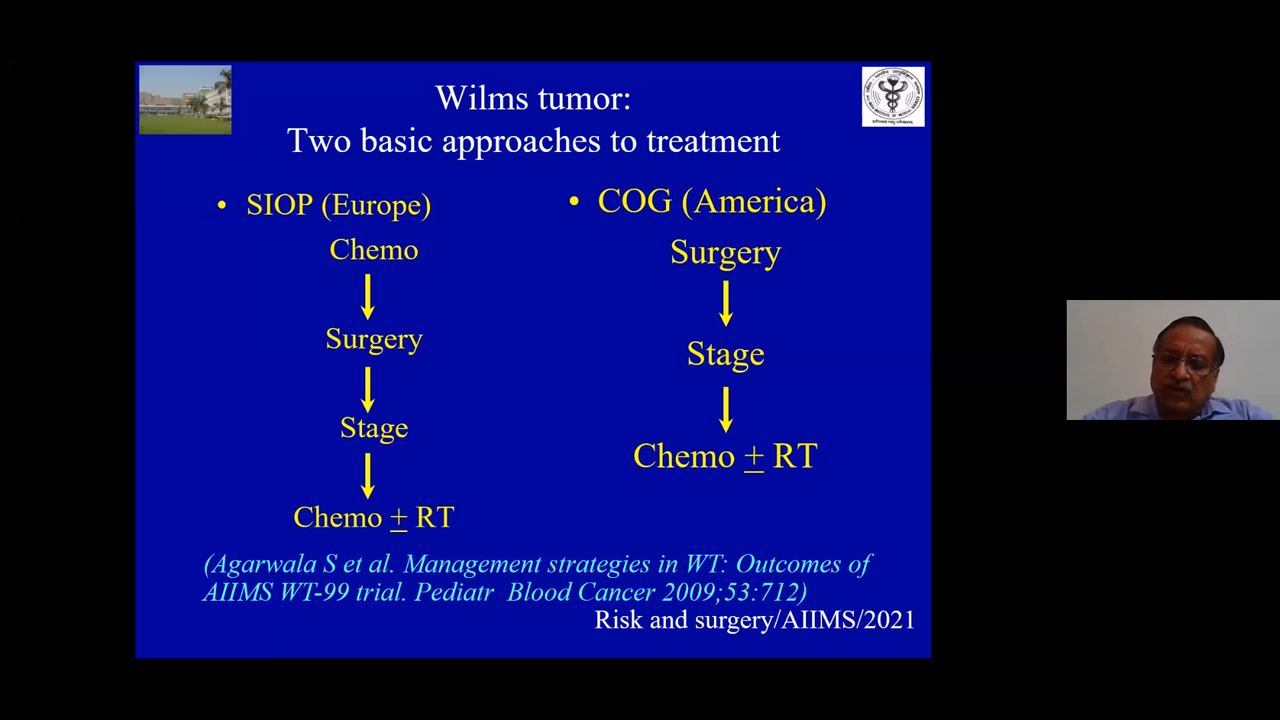 Wilms tumor:
Two basic approaches to treatment
• SIOP (Europe)
Chemo
Surgery
Stage
Chemo ± RT
• COG (America)
Surgery
Stage
Chemo ± RT
(Agarwala S et al. Management strategies in WT: Outcomes of
AIIMS WT-99 trial. Pediatr Blood Cancer 2009;53:712)
Risk and surgery/AIIMS/2021